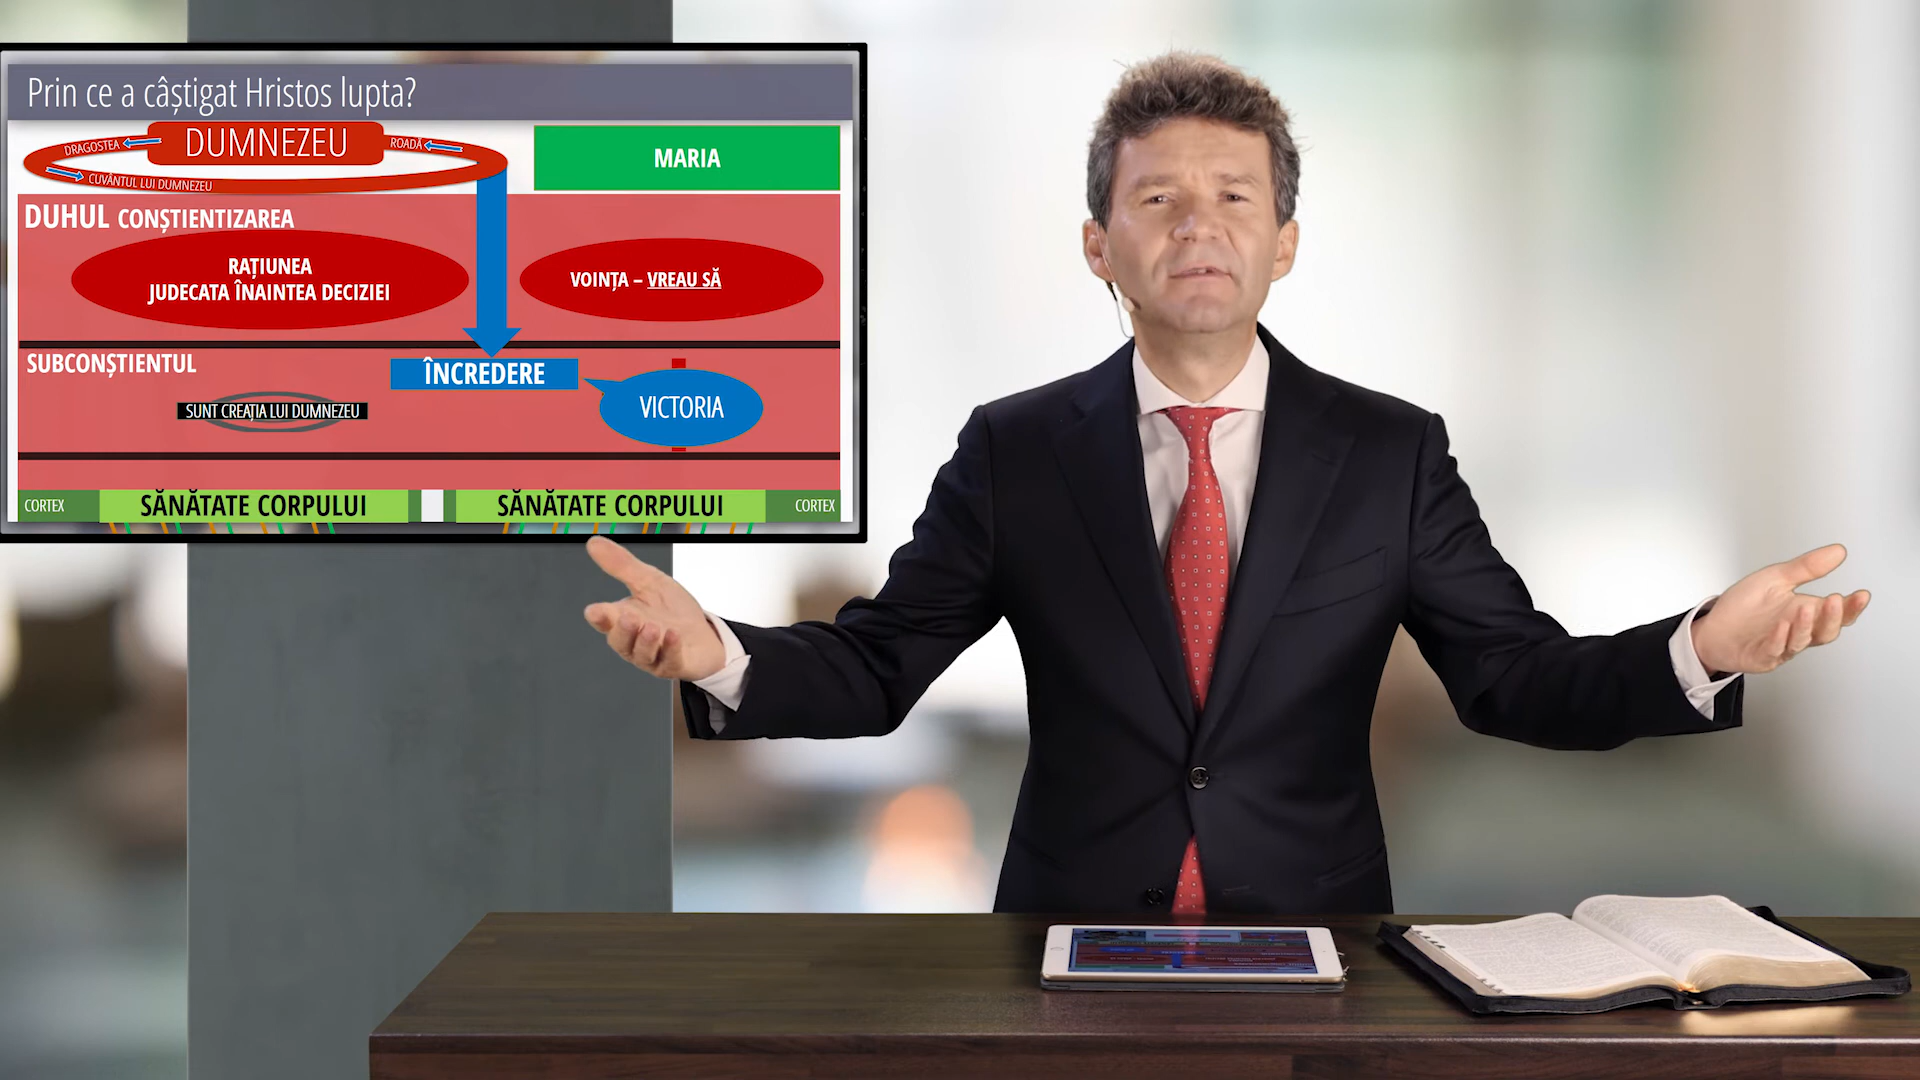 Prin ce a câștigat Hristos lupta?
DUMNEZEU
DRAGOSTEA
ROADĂ
CUVÂNTUL LUI DUMNEZEU
MARIA
DUHUL CONȘTIENTIZAREA
RAȚIUNEA
JUDECATA ÎNAINTEA DECIZIEI
VOINȚA – VREAU SĂ
SUBCONȘTIENTUL
ÎNCREDERE
SUNT CREAȚIA LUI DUMNEZEU
VICTORIA
CORTEX
SĂNĂTATE CORPULUI
SĂNĂTATE CORPULUI
CORTEX